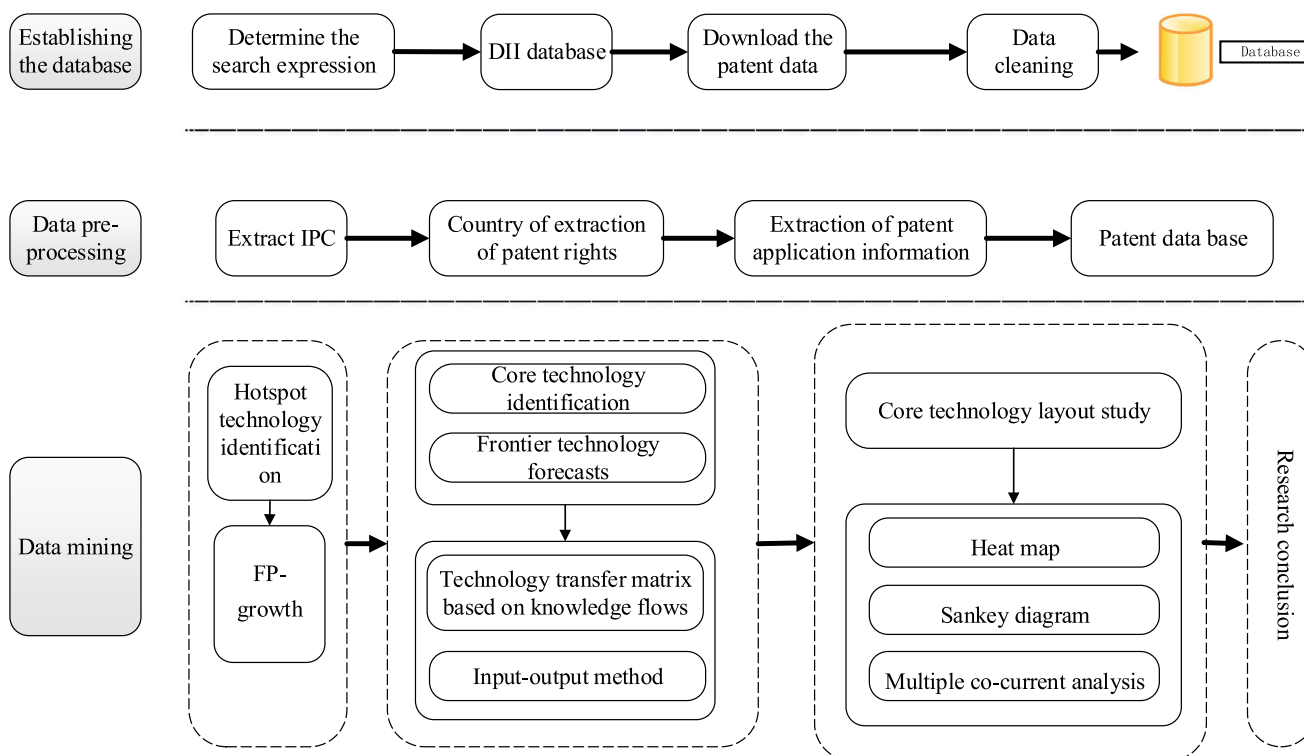 Establishing
the database
Determine the
search expression
DII database
Download the
patent data
Data
cleaning
Database
Data pre-
processing
Extract IPC
Country of extraction
of patent rights
Extraction of patent
application information
Patent data base
Data mining
Hotspot
technology
identificati
on
FP-
growth
Core technology
identification
Frontier technology
forecasts
Technology transfer matrix
based on knowledge flows
Input-output method
Core technology layout study
Heat map
Sankey diagram
Multiple co-current analysis
Research conclusion